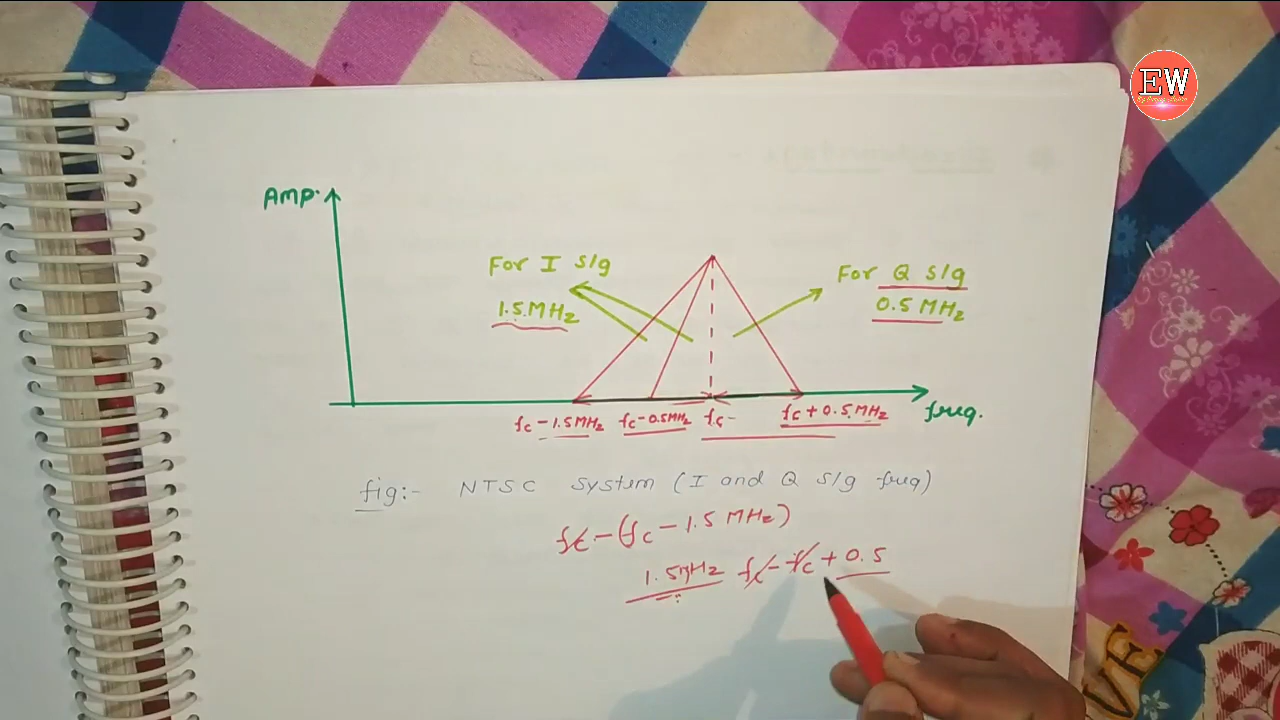 EW
AMP.
For I s/g
1.5 MHz
For Q s/g
0.5 MHz
fc - 1.5 MHz
fc - 0.5 MHz
fc -
fc + 0.5 MHz
freq.
fig:- NTSC System (I and Q s/g freq)
fc - (fc - 1.5 MHz)
1.5 MHz
fc - fc + 0.5
VE